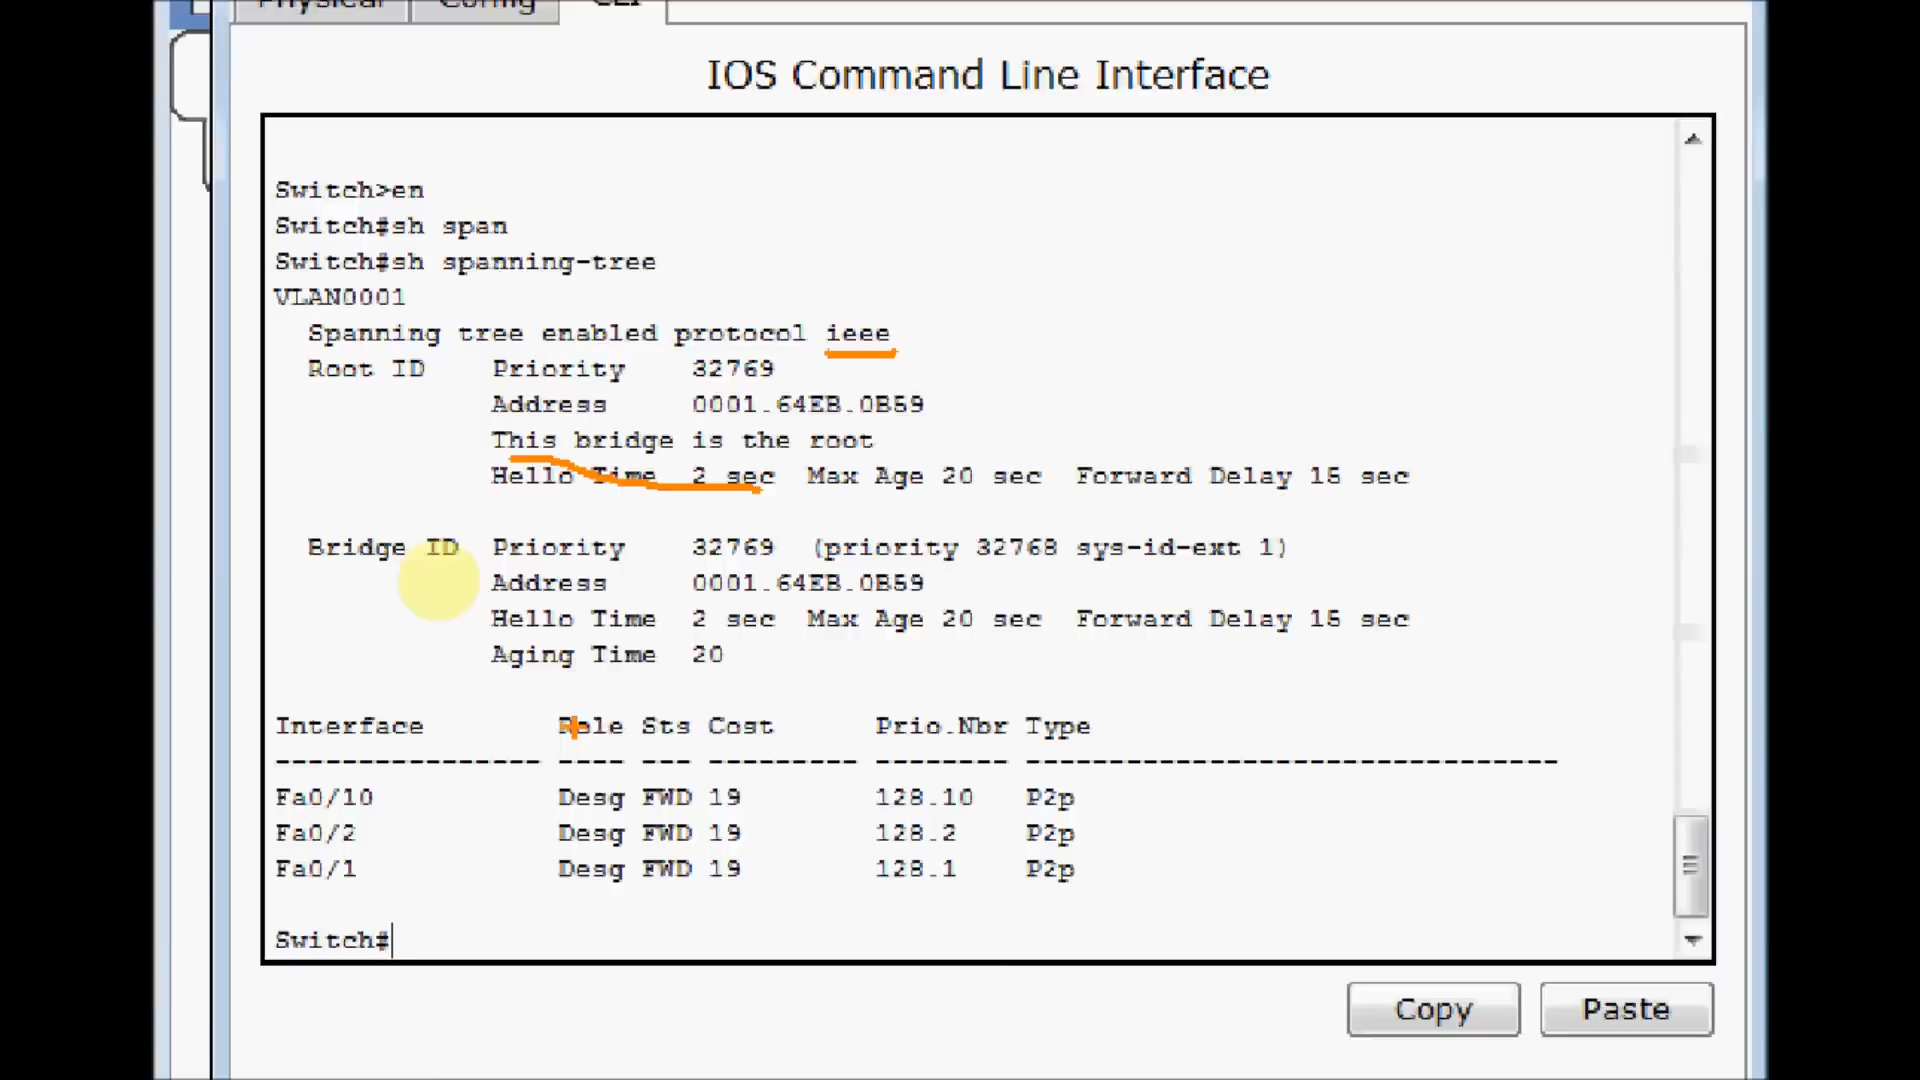 Physical Config CLI
IOS Command Line Interface
Switch>en
Switch#sh span
Switch#sh spanning-tree
VLAN0001
Spanning tree enabled protocol ieee
Root ID Priority 32769
Address 0001.64EB.0B59
This bridge is the root
Hello Time 2 sec Max Age 20 sec Forward Delay 15 sec
Bridge ID Priority 32769 (priority 32768 sys-id-ext 1)
Address 0001.64EB.0B59
Hello Time 2 sec Max Age 20 sec Forward Delay 15 sec
Aging Time 20
Interface Role Sts Cost Prio.Nbr Type
---------------- ---- --- --------- -------- --------------------------------
Fa0/10 Desg FWD 19 128.10 P2p
Fa0/2 Desg FWD 19 128.2 P2p
Fa0/1 Desg FWD 19 128.1 P2p
Switch#
Copy Paste